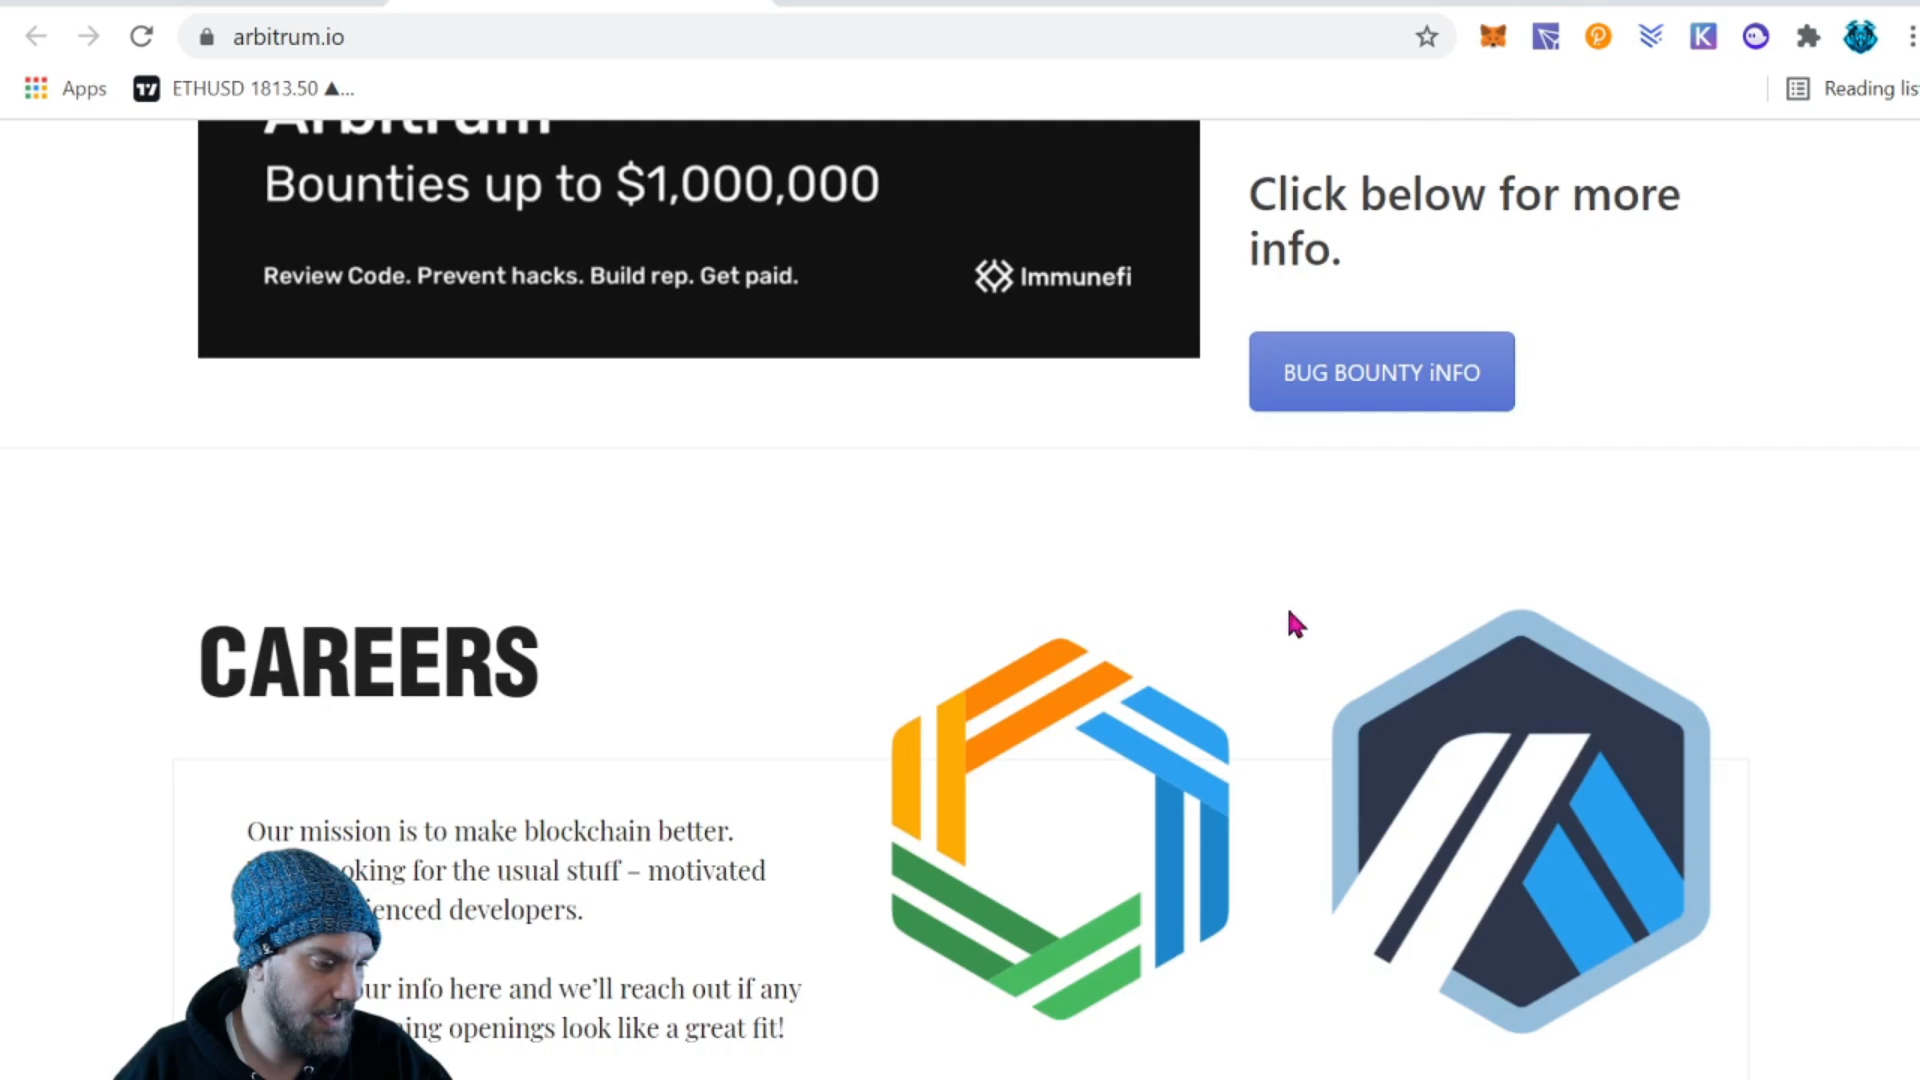 arbitrum.io
Apps
ETHUSD 1813.50 ▲...
Reading lis
Arbitrum
Bounties up to $1,000,000
Review Code. Prevent hacks. Build rep. Get paid.
Immunefi
Click below for more
info.
BUG BOUNTY iNFO
CAREERS
Our mission is to make blockchain better.
oking for the usual stuff – motivated
ienced developers.
ur info here and we'll reach out if any
ing openings look like a great fit!